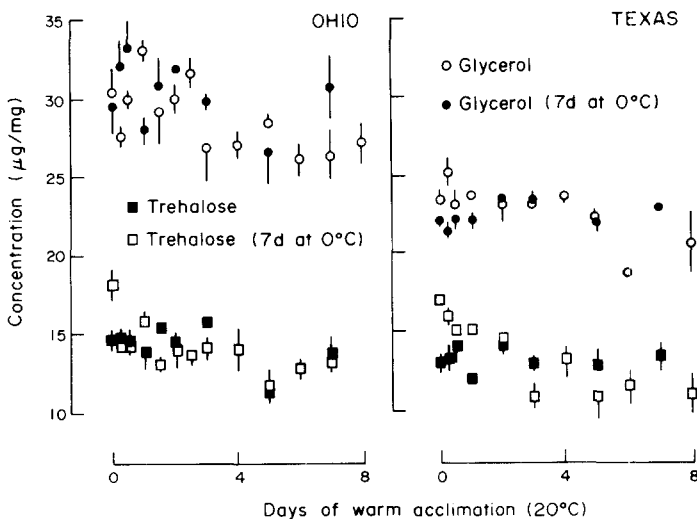 OHIO
TEXAS
35
30
25
20
15
10
Concentration (μg/mg)
○ Glycerol
● Glycerol (7d at 0°C)
■ Trehalose
□ Trehalose (7d at 0°C)
0 4 8
0 4 8
Days of warm acclimation (20°C)